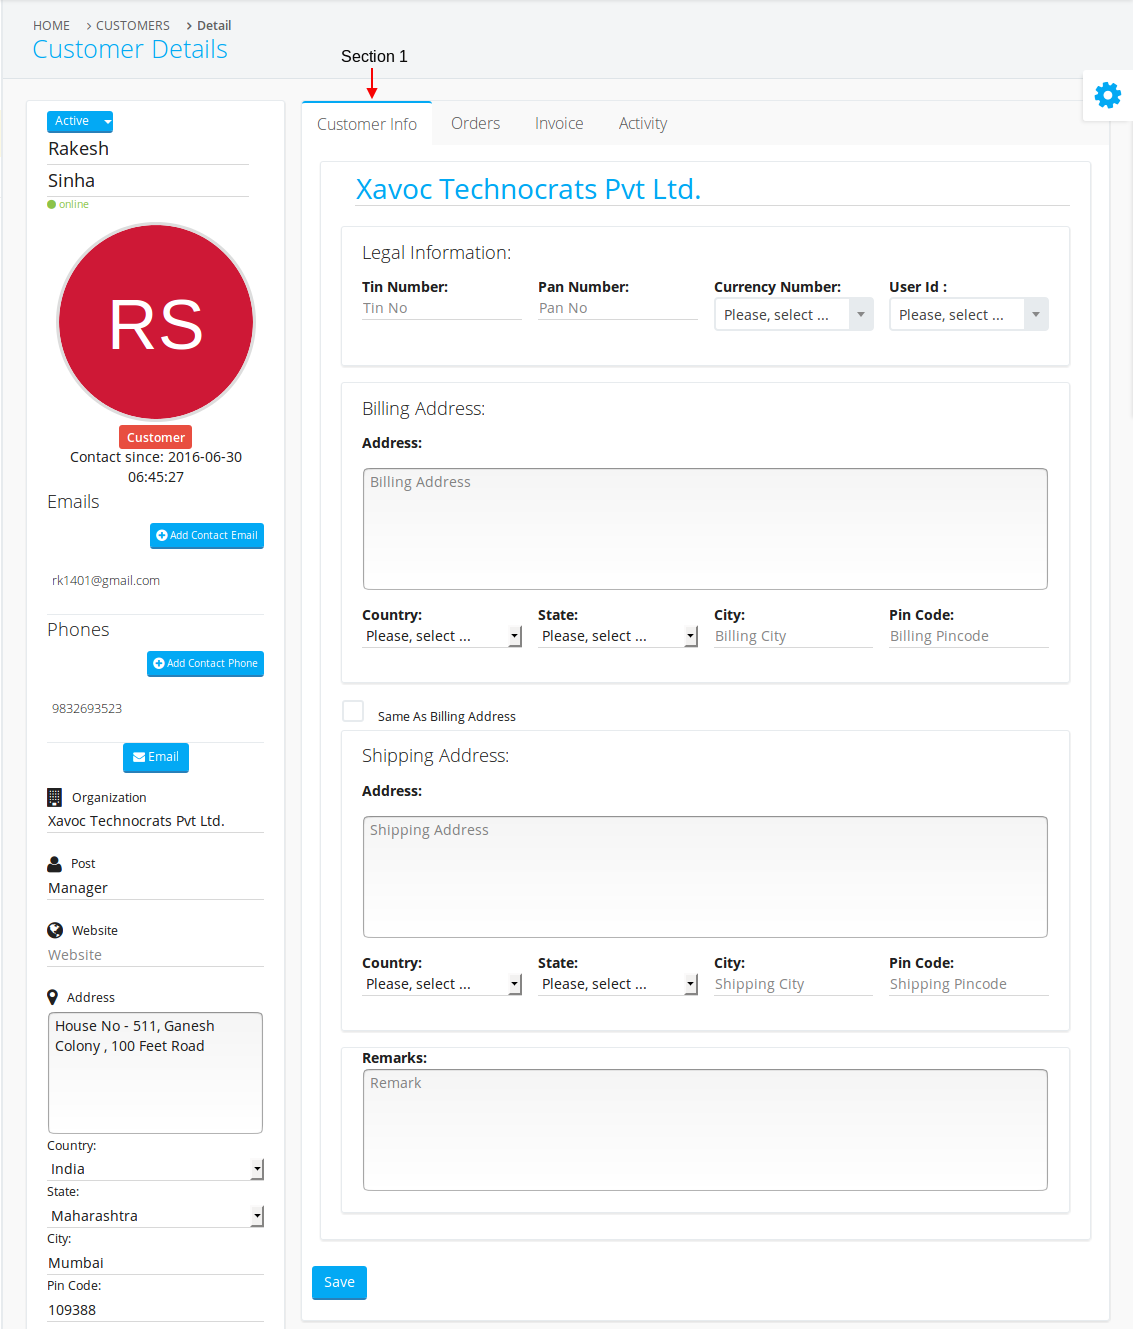 HOME > CUSTOMERS > Detail
Customer Details
Section 1
Active
Rakesh
Sinha
online
RS
Customer
Contact since: 2016-06-30
06:45:27
Emails
Add Contact Email
rk1401@gmail.com
Phones
Add Contact Phone
9832693523
Email
Organization
Xavoc Technocrats Pvt Ltd.
Post
Manager
Website
Website
Address
House No - 511, Ganesh
Colony , 100 Feet Road
Country:
India
State:
Maharashtra
City:
Mumbai
Pin Code:
109388
Customer Info Orders Invoice Activity
Xavoc Technocrats Pvt Ltd.
Legal Information:
Tin Number: Pan Number: Currency Number: User Id :
Tin No Pan No Please, select ... Please, select ...
Billing Address:
Address:
Billing Address
Country: State: City: Pin Code:
Please, select ... Please, select ... Billing City Billing Pincode
Same As Billing Address
Shipping Address:
Address:
Shipping Address
Country: State: City: Pin Code:
Please, select ... Please, select ... Shipping City Shipping Pincode
Remarks:
Remark
Save